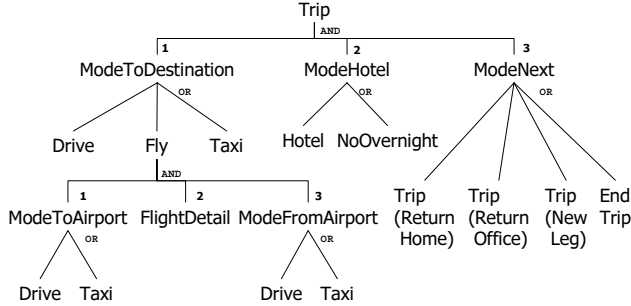 Trip
AND
1 2 3
ModeToDestination ModeHotel ModeNext
OR OR OR
Drive Fly Taxi Hotel NoOvernight
AND
1 2 3
ModeToAirport FlightDetail ModeFromAirport
OR OR
Drive Taxi Drive Taxi
Trip
(Return
Home)
Trip
(Return
Office)
Trip
(New
Leg)
End
Trip